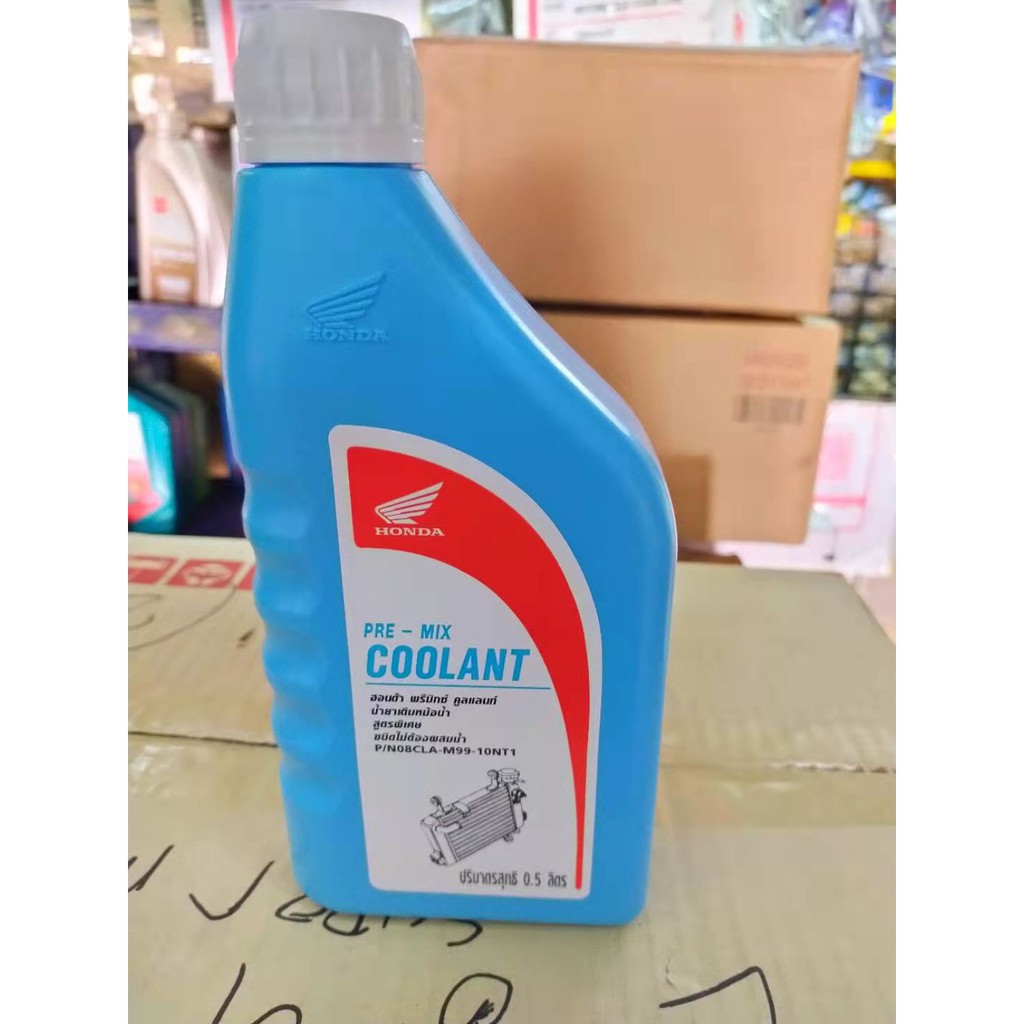 HONDA
HONDA
PRE - MIX
COOLANT
ฮอนด้า พรีมิกซ์ คูลแลนท์
น้ำยาเติมหม้อน้ำ
สูตรพิเศษ
ชนิดไม่ต้องผสมน้ำ
P/N08CLA-M99-10NT1
ปริมาตรสุทธิ 0.5 ลิตร